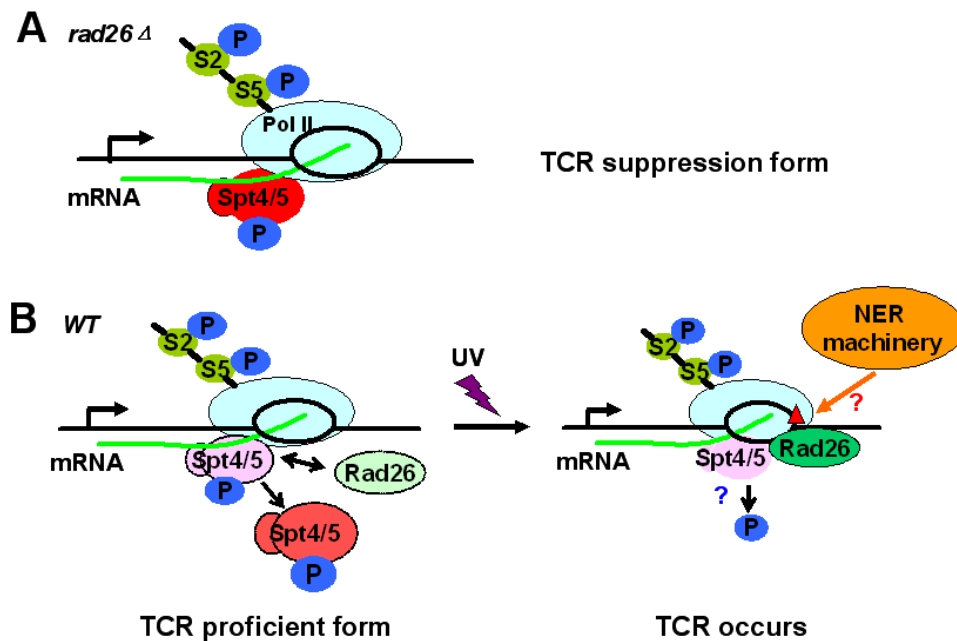 A
rad26 Δ
P
S2
P
S5
Pol II
mRNA
Spt4/5
P
TCR suppression form
B
WT
P
S2
P
S5
mRNA
Spt4/5
P
Rad26
Spt4/5
P
TCR proficient form
UV
P
S2
P
S5
NER
machinery
?
mRNA
Spt4/5
Rad26
?
P
TCR occurs